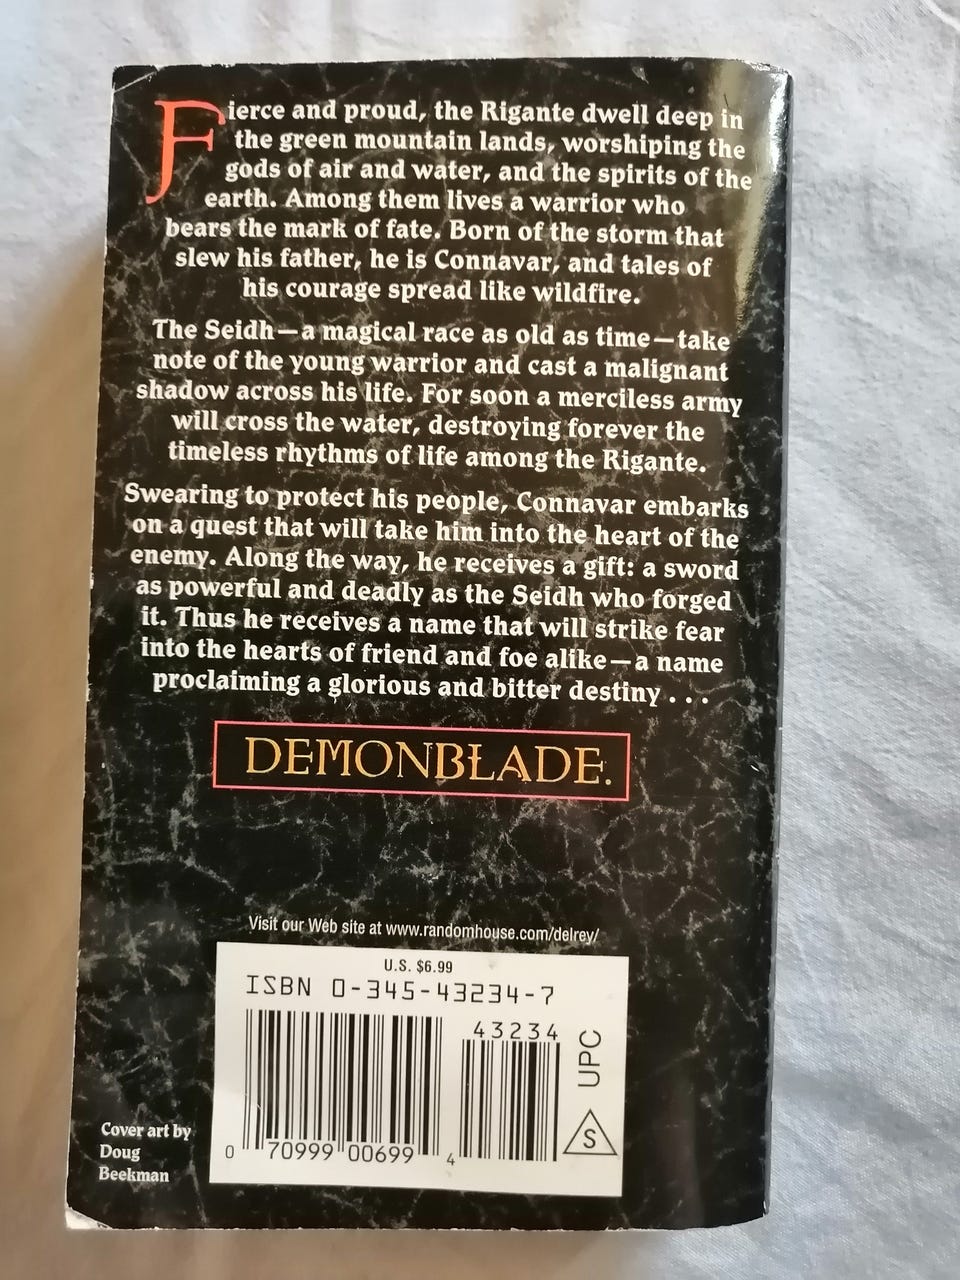 Fierce and proud, the Rigante dwell deep in
the green mountain lands, worshiping the
gods of air and water, and the spirits of the
earth. Among them lives a warrior who
bears the mark of fate. Born of the storm that
slew his father, he is Connavar, and tales of
his courage spread like wildfire.
The Seidh—a magical race as old as time—take
note of the young warrior and cast a malignant
shadow across his life. For soon a merciless army
will cross the water, destroying forever the
timeless rhythms of life among the Rigante.
Swearing to protect his people, Connavar embarks
on a quest that will take him into the heart of the
enemy. Along the way, he receives a gift: a sword
as powerful and deadly as the Seidh who forged
it. Thus he receives a name that will strike fear
into the hearts of friend and foe alike—a name
proclaiming a glorious and bitter destiny . . .
DEMONBLADE.
Visit our Web site at www.randomhouse.com/delrey/
U.S. $6.99
ISBN 0-345-43234-7
43234
UPC
S
0 70999 00699 4
Cover art by
Doug
Beekman